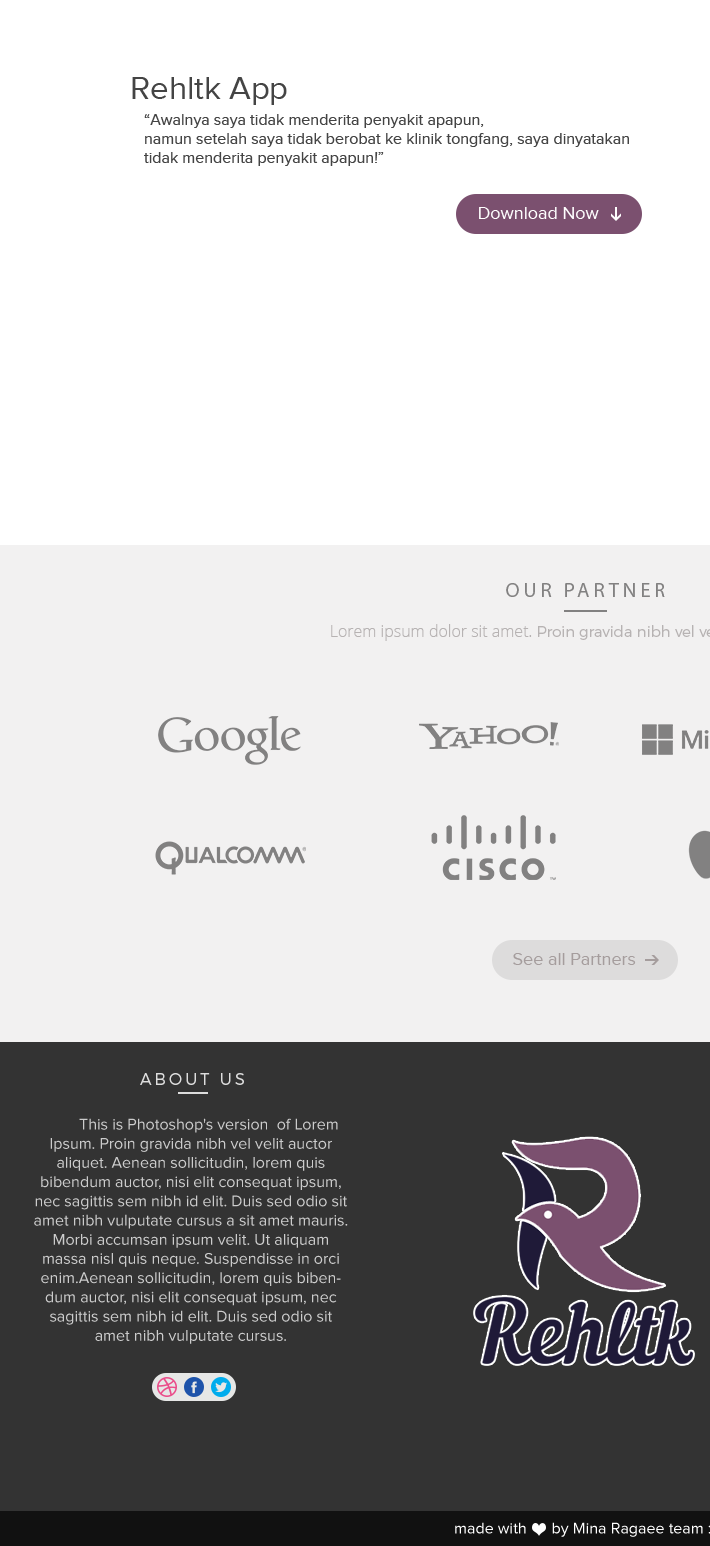 Rehltk App
“Awalnya saya tidak menderita penyakit apapun,
namun setelah saya tidak berobat ke klinik tongfang, saya dinyatakan
tidak menderita penyakit apapun!”
Download Now
OUR PARTNER
Lorem ipsum dolor sit amet. Proin gravida nibh vel ve
Google
YAHOO!
Mi
QUALCOMM
CISCO
See all Partners
ABOUT US
This is Photoshop's version of Lorem
Ipsum. Proin gravida nibh vel velit auctor
aliquet. Aenean sollicitudin, lorem quis
bibendum auctor, nisi elit consequat ipsum,
nec sagittis sem nibh id elit. Duis sed odio sit
amet nibh vulputate cursus a sit amet mauris.
Morbi accumsan ipsum velit. Ut aliquam
massa nisl quis neque. Suspendisse in orci
enim.Aenean sollicitudin, lorem quis biben-
dum auctor, nisi elit consequat ipsum, nec
sagittis sem nibh id elit. Duis sed odio sit
amet nibh vulputate cursus.
Rehltk
made with ❤ by Mina Ragaee team :